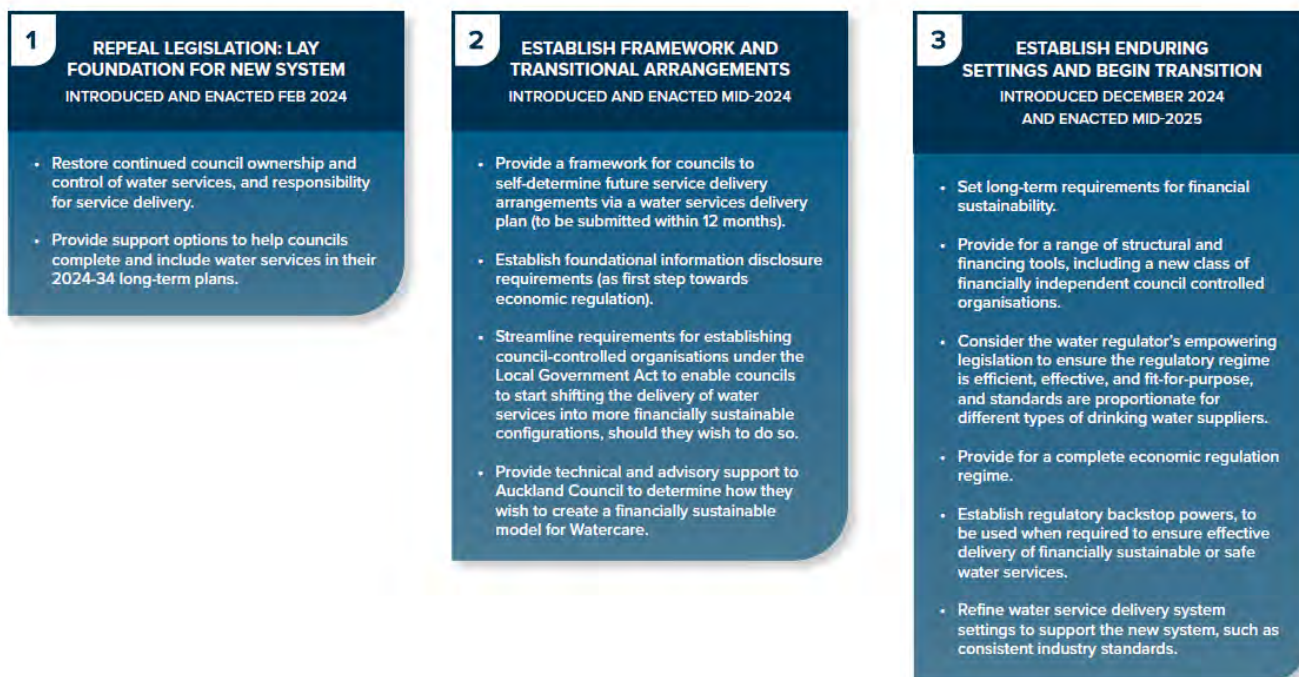 1
REPEAL LEGISLATION: LAY
FOUNDATION FOR NEW SYSTEM
INTRODUCED AND ENACTED FEB 2024
• Restore continued council ownership and
control of water services, and responsibility
for service delivery.
• Provide support options to help councils
complete and include water services in their
2024-34 long-term plans.
2
ESTABLISH FRAMEWORK AND
TRANSITIONAL ARRANGEMENTS
INTRODUCED AND ENACTED MID-2024
• Provide a framework for councils to
self-determine future service delivery
arrangements via a water services delivery
plan (to be submitted within 12 months).
• Establish foundational information disclosure
requirements (as first step towards
economic regulation).
• Streamline requirements for establishing
council-controlled organisations under the
Local Government Act to enable councils
to start shifting the delivery of water
services into more financially sustainable
configurations, should they wish to do so.
• Provide technical and advisory support to
Auckland Council to determine how they
wish to create a financially sustainable
model for Watercare.
3
ESTABLISH ENDURING
SETTINGS AND BEGIN TRANSITION
INTRODUCED DECEMBER 2024
AND ENACTED MID-2025
• Set long-term requirements for financial
sustainability.
• Provide for a range of structural and
financing tools, including a new class of
financially independent council controlled
organisations.
• Consider the water regulator's empowering
legislation to ensure the regulatory regime
is efficient, effective, and fit-for-purpose,
and standards are proportionate for
different types of drinking water suppliers.
• Provide for a complete economic regulation
regime.
• Establish regulatory backstop powers, to
be used when required to ensure effective
delivery of financially sustainable or safe
water services.
• Refine water service delivery system
settings to support the new system, such as
consistent industry standards.